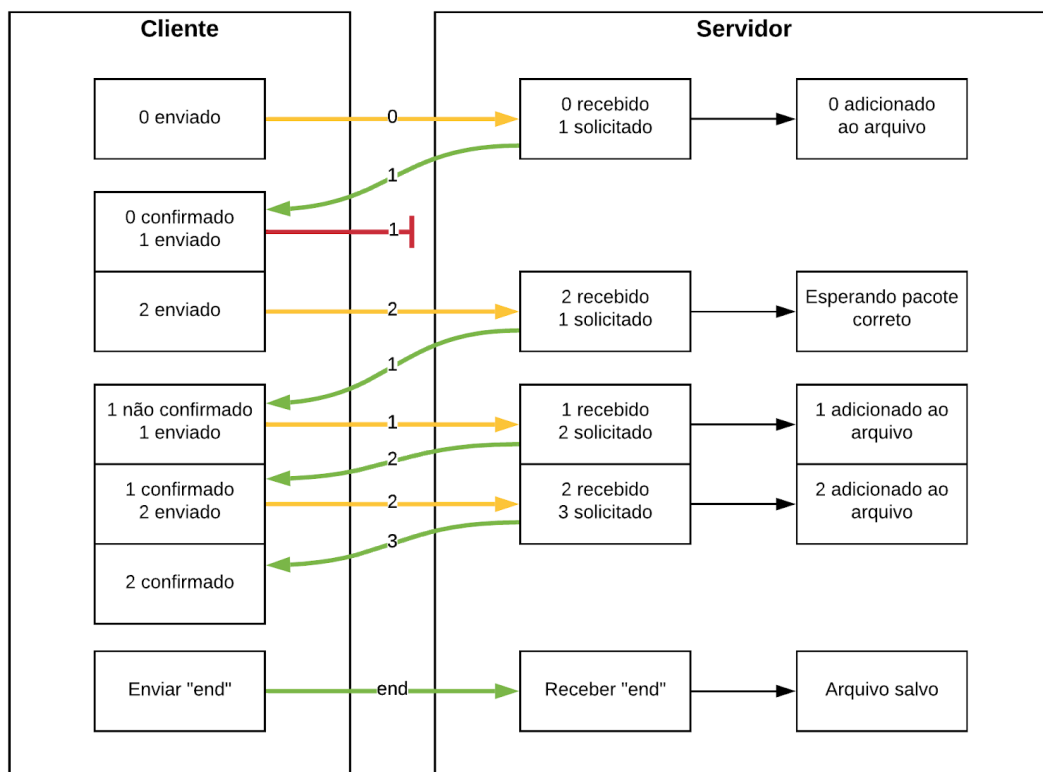 Cliente
Servidor
0 enviado
0
0 recebido
1 solicitado
0 adicionado
ao arquivo
1
0 confirmado
1 enviado
1
2 enviado
2
2 recebido
1 solicitado
Esperando pacote
correto
1
1 não confirmado
1 enviado
1
1 recebido
2 solicitado
1 adicionado ao
arquivo
2
1 confirmado
2 enviado
2
2 recebido
3 solicitado
2 adicionado ao
arquivo
3
2 confirmado
Enviar "end"
end
Receber "end"
Arquivo salvo